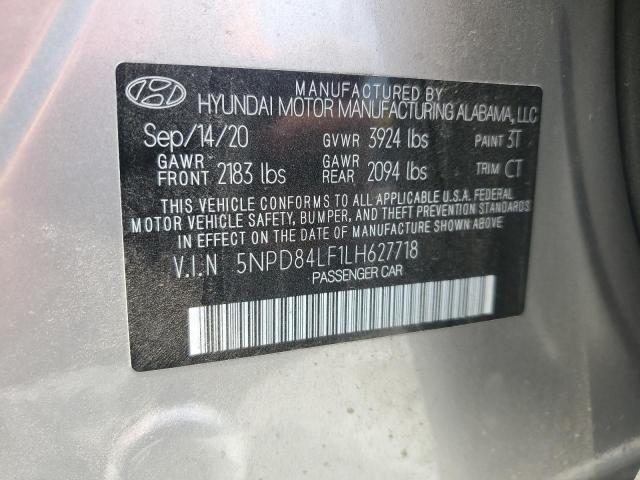 MANUFACTURED BY
HYUNDAI MOTOR MANUFACTURING ALABAMA, LLC
Sep/14/20 GVWR 3924 lbs PAINT 3T
GAWR FRONT 2183 lbs GAWR REAR 2094 lbs TRIM CT
THIS VEHICLE CONFORMS TO ALL APPLICABLE U.S.A. FEDERAL
MOTOR VEHICLE SAFETY, BUMPER, AND THEFT PREVENTION STANDARDS
IN EFFECT ON THE DATE OF MANUFACTURE SHOWN ABOVE.
V.I.N 5NPD84LF1LH627718
PASSENGER CAR